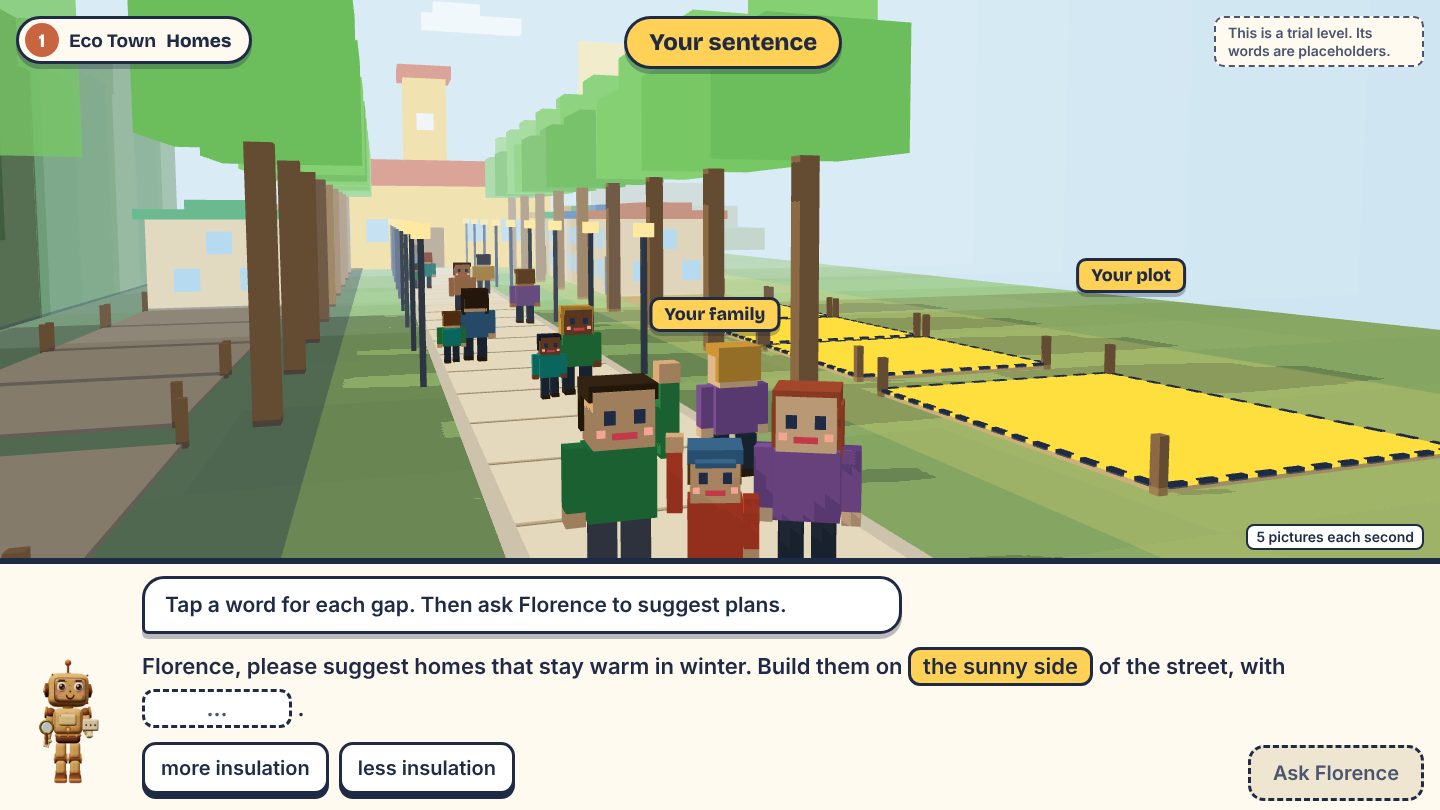 1 Eco Town Homes
Your sentence
This is a trial level. Its
words are placeholders.
Your plot
Your family
5 pictures each second
Tap a word for each gap. Then ask Florence to suggest plans.
Florence, please suggest homes that stay warm in winter. Build them on the sunny side of the street, with
... .
more insulation
less insulation
Ask Florence